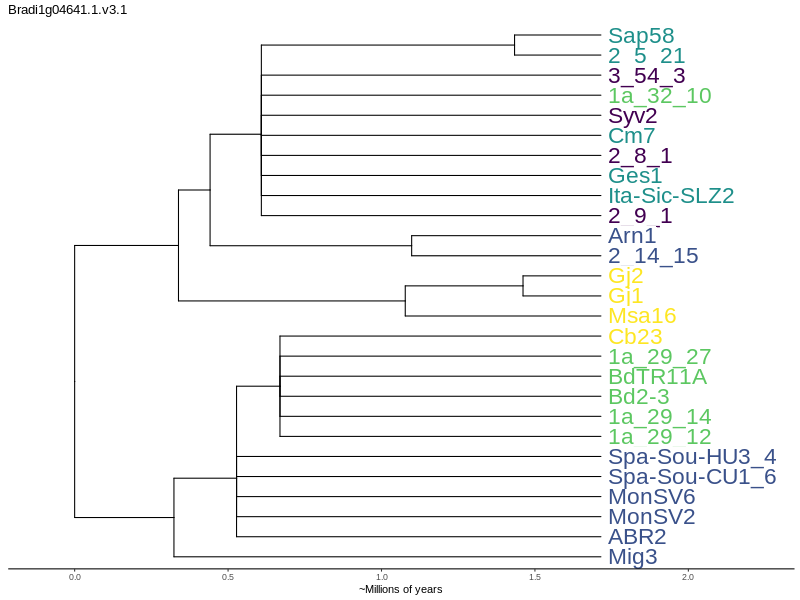 Bradi1g04641.1.v3.1
Sap58
2_5_21
3_54_3
1a_32_10
Syv2
Cm7
2_8_1
Ges1
Ita-Sic-SLZ2
2_9_1
Arn1
2_14_15
Gj2
Gj1
Msa16
Cb23
1a_29_27
BdTR11A
Bd2-3
1a_29_14
1a_29_12
Spa-Sou-HU3_4
Spa-Sou-CU1_6
MonSV6
MonSV2
ABR2
Mig3
0.0 0.5 1.0 1.5 2.0
~Millions of years